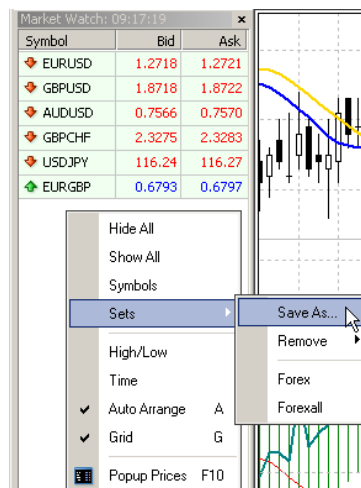 Market Watch: 09:17:19
Symbol Bid Ask
EURUSD 1.2718 1.2721
GBPUSD 1.8718 1.8722
AUDUSD 0.7566 0.7570
GBPCHF 2.3275 2.3283
USDJPY 116.24 116.27
EURGBP 0.6793 0.6797
Hide All
Show All
Symbols
Sets
Save As...
Remove
Forex
Forexall
High/Low
Time
Auto Arrange A
Grid G
Popup Prices F10